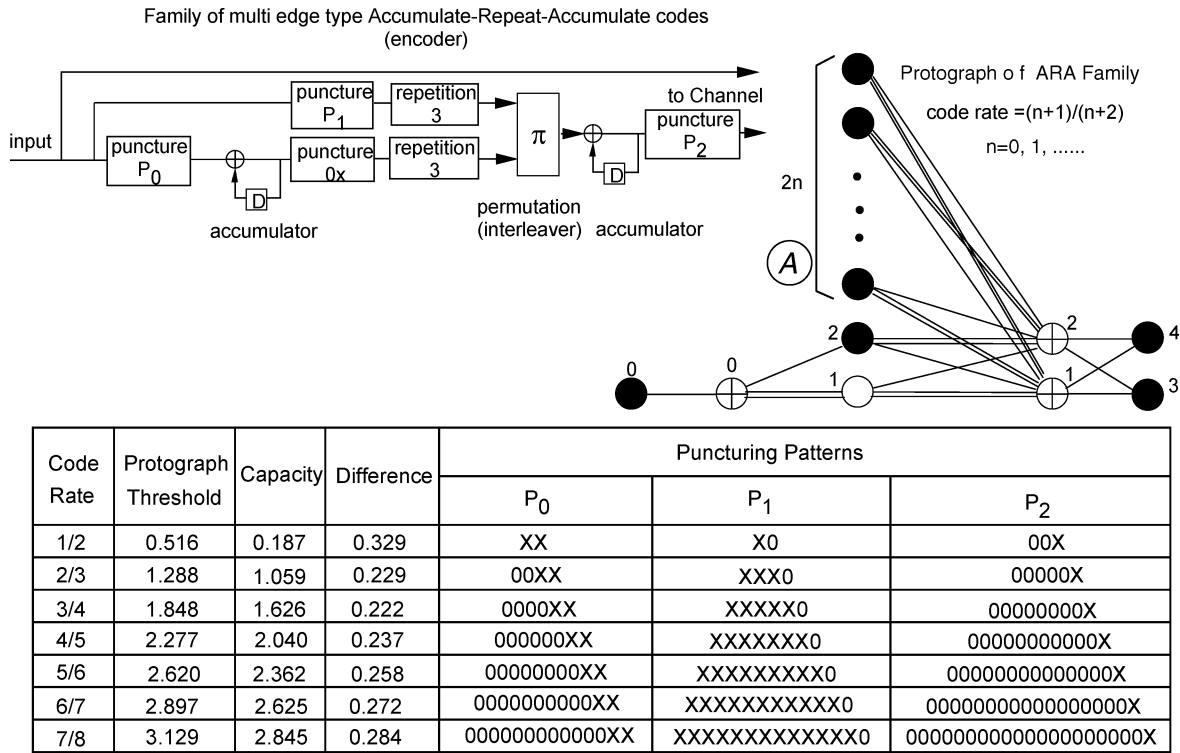 Family of multi edge type Accumulate-Repeat-Accumulate codes
(encoder)
input
puncture
P0
D
accumulator
puncture
P1
repetition
3
puncture
0x
repetition
3
π
permutation
(interleaver)
D
accumulator
to Channel
puncture
P2
Protograph o f ARA Family
code rate =(n+1)/(n+2)
n=0, 1, ......
2n
A
2
2
4
0
0
1
1
3
Code Rate Protograph Threshold Capacity Difference Puncturing Patterns
P0 P1 P2
1/2 0.516 0.187 0.329 XX X0 00X
2/3 1.288 1.059 0.229 00XX XXX0 00000X
3/4 1.848 1.626 0.222 0000XX XXXXX0 00000000X
4/5 2.277 2.040 0.237 000000XX XXXXXXX0 00000000000X
5/6 2.620 2.362 0.258 00000000XX XXXXXXXXX0 00000000000000X
6/7 2.897 2.625 0.272 0000000000XX XXXXXXXXXXX0 00000000000000000X
7/8 3.129 2.845 0.284 000000000000XX XXXXXXXXXXXXX0 00000000000000000000X